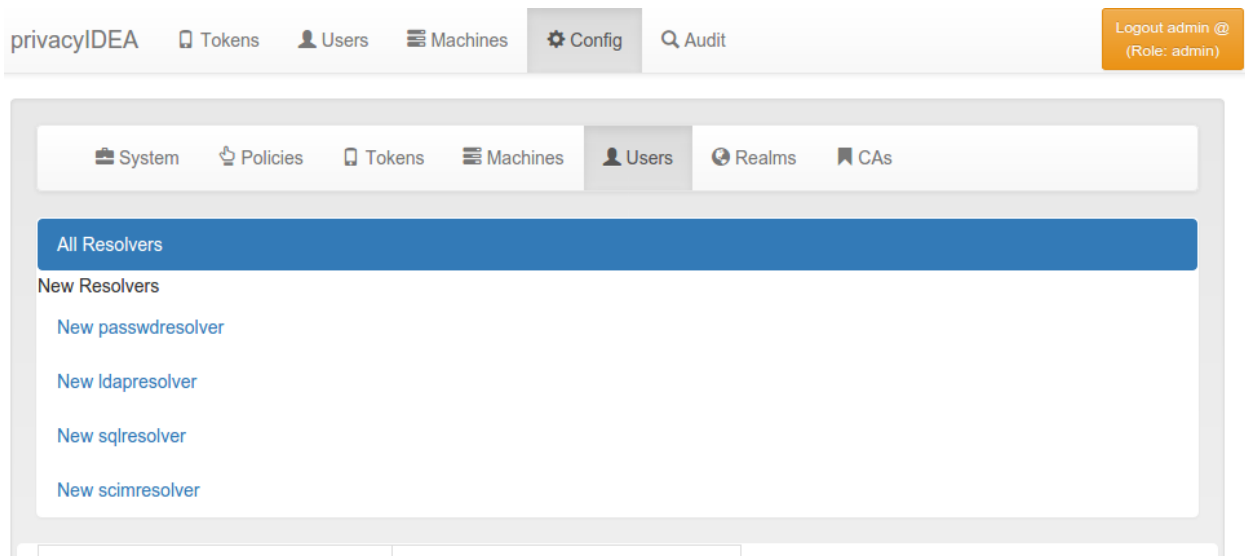 privacyIDEA Tokens Users Machines Config Audit Logout admin @
(Role: admin)
System Policies Tokens Machines Users Realms CAs
All Resolvers
New Resolvers
New passwdresolver
New ldapresolver
New sqlresolver
New scimresolver